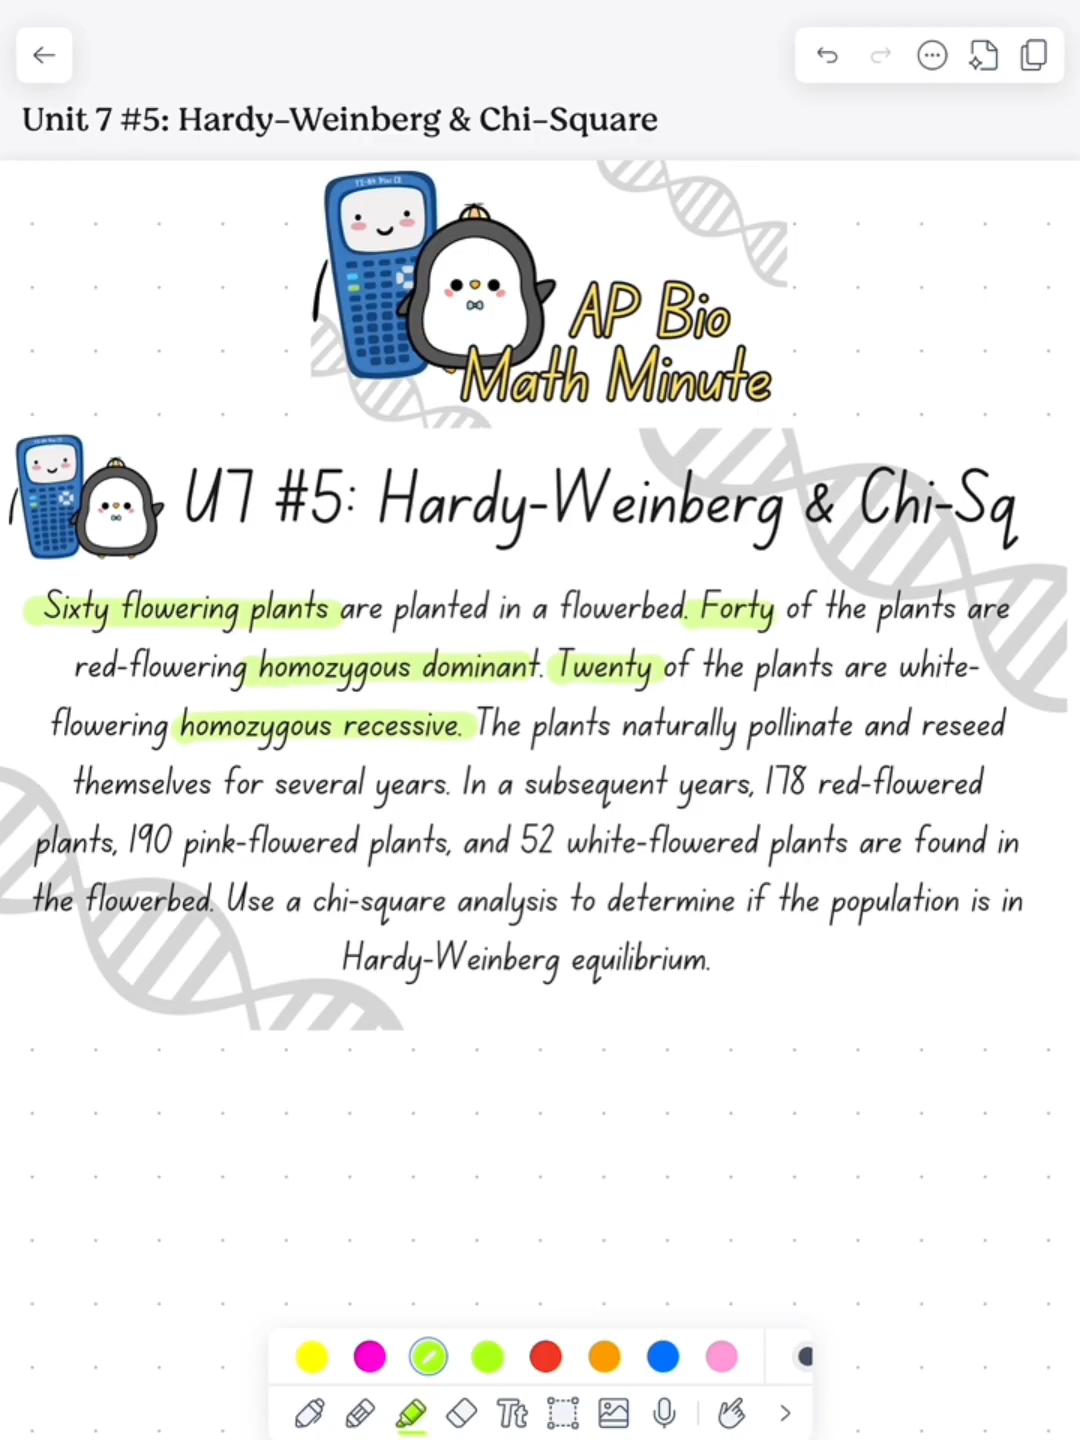 Unit 7 #5: Hardy-Weinberg & Chi-Square
TI-84 Plus CE
AP Bio
Math Minute
U7 #5: Hardy-Weinberg & Chi-Sq
Sixty flowering plants are planted in a flowerbed. Forty of the plants are
red-flowering homozygous dominant. Twenty of the plants are white-
flowering homozygous recessive. The plants naturally pollinate and reseed
themselves for several years. In a subsequent years, 178 red-flowered
plants, 190 pink-flowered plants, and 52 white-flowered plants are found in
the flowerbed. Use a chi-square analysis to determine if the population is in
Hardy-Weinberg equilibrium.
Tt